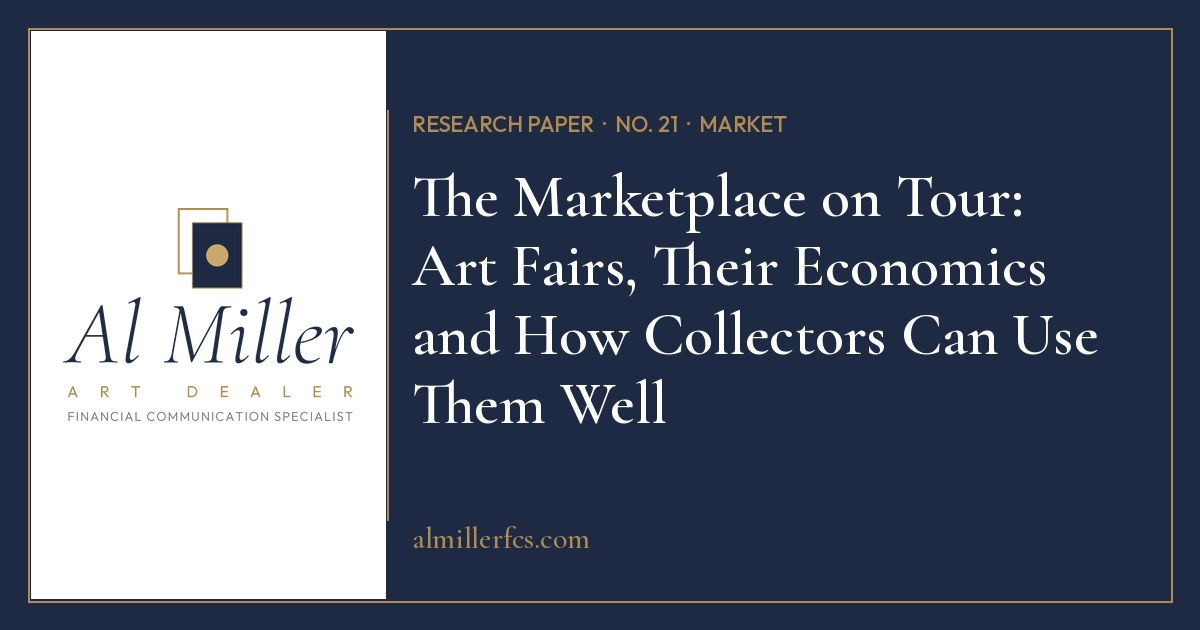 Al Miller
ART DEALER
FINANCIAL COMMUNICATION SPECIALIST
RESEARCH PAPER · NO. 21 · MARKET
The Marketplace on Tour:
Art Fairs, Their Economics
and How Collectors Can Use
Them Well
almillerfcs.com